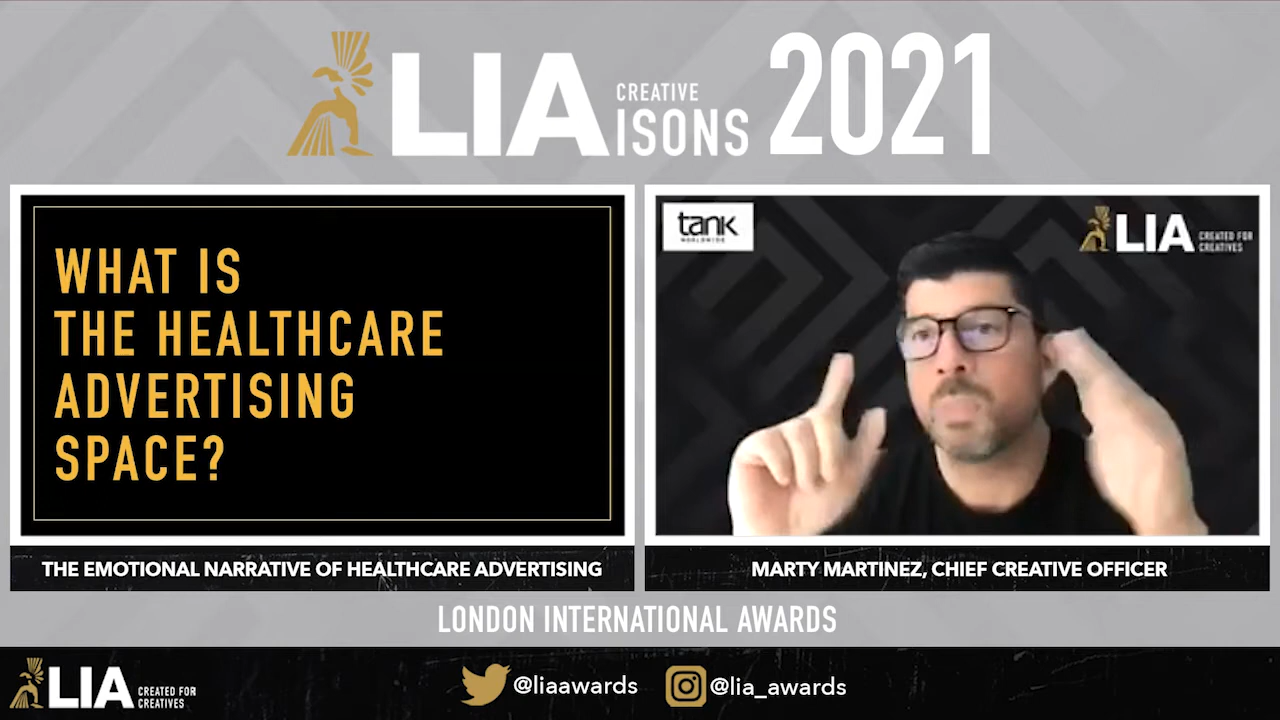 LIA CREATIVE ISONS 2021
WHAT IS
THE HEALTHCARE
ADVERTISING
SPACE?
THE EMOTIONAL NARRATIVE OF HEALTHCARE ADVERTISING
tank
WORLDWIDE
LIA CREATED FOR
CREATIVES
MARTY MARTINEZ, CHIEF CREATIVE OFFICER
LONDON INTERNATIONAL AWARDS
LIA CREATED FOR
CREATIVES
@liaawards
@lia_awards